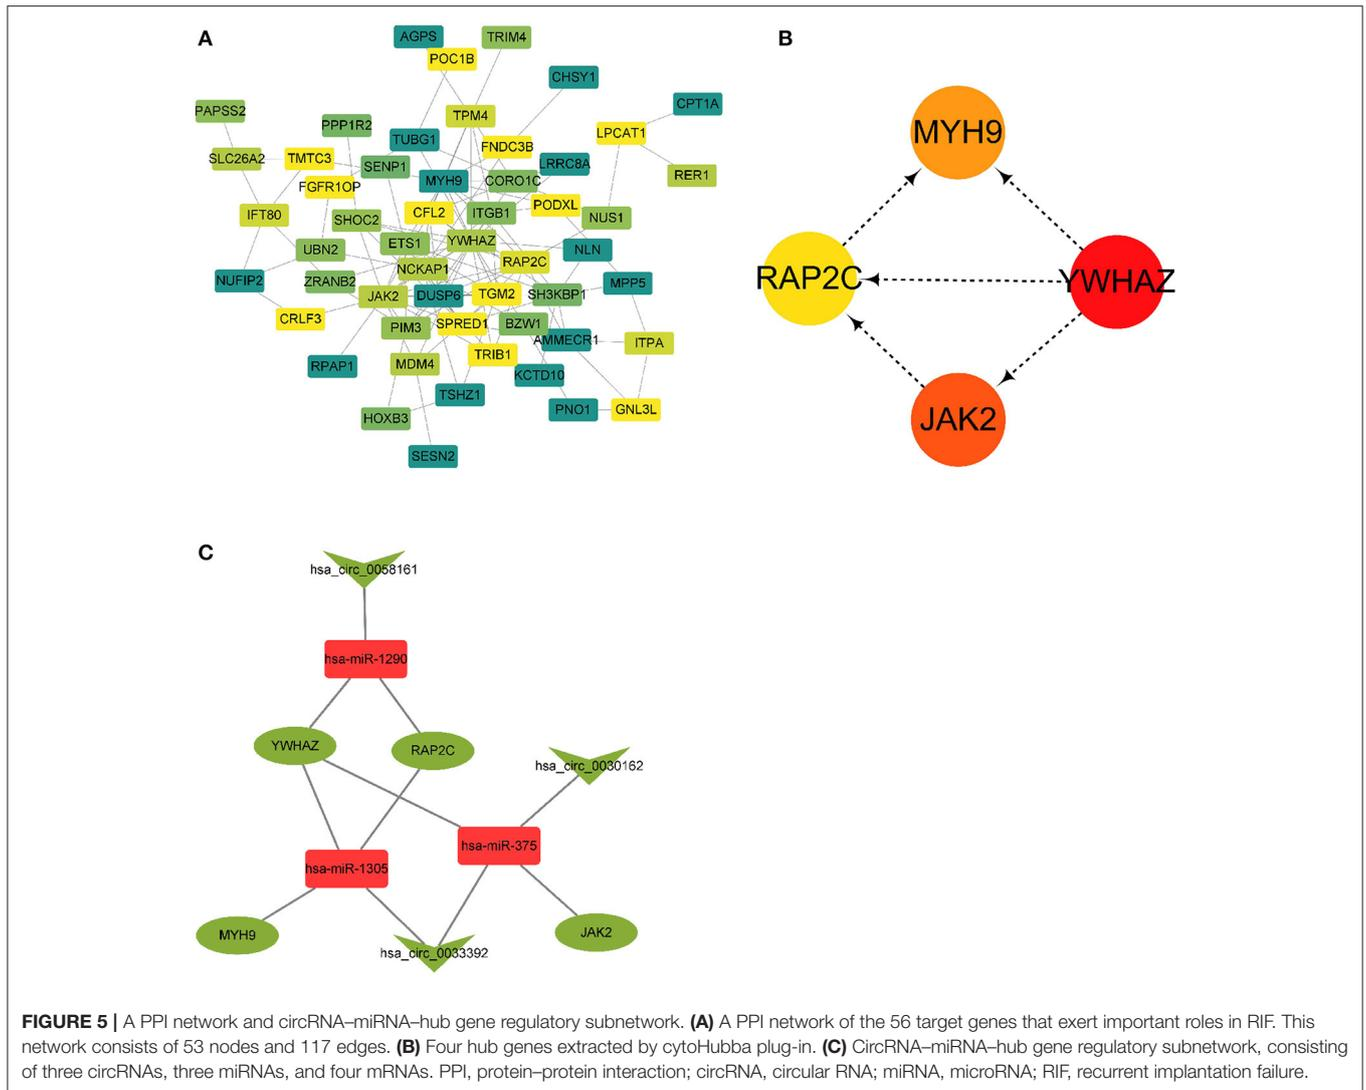 A
B
AGPS
TRIM4
POC1B
CHSY1
CPT1A
PAPSS2
TPM4
PPP1R2
LPCAT1
TUBG1
FNDC3B
SLC26A2
TMTC3
SENP1
LRRC8A
RER1
FGFR1OP
MYH9
CORO1C
IFT80
SHOC2
CFL2
ITGB1
PODXL
NUS1
UBN2
ETS1
YWHAZ
NLN
NUFIP2
ZRANB2
NCKAP1
RAP2C
MPP5
JAK2
DUSP6
TGM2
SH3KBP1
CRLF3
PIM3
SPRED1
BZW1
AMMECR1
ITPA
RPAP1
MDM4
TRIB1
KCTD10
TSHZ1
HOXB3
PNO1
GNL3L
SESN2
MYH9
RAP2C
YWHAZ
JAK2
C
hsa_circ_0058161
hsa-miR-1290
YWHAZ
RAP2C
hsa_circ_0030162
hsa-miR-375
hsa-miR-1305
MYH9
JAK2
hsa_circ_0033392
FIGURE 5 | A PPI network and circRNA–miRNA–hub gene regulatory subnetwork. (A) A PPI network of the 56 target genes that exert important roles in RIF. This
network consists of 53 nodes and 117 edges. (B) Four hub genes extracted by cytoHubba plug-in. (C) CircRNA–miRNA–hub gene regulatory subnetwork, consisting
of three circRNAs, three miRNAs, and four mRNAs. PPI, protein–protein interaction; circRNA, circular RNA; miRNA, microRNA; RIF, recurrent implantation failure.